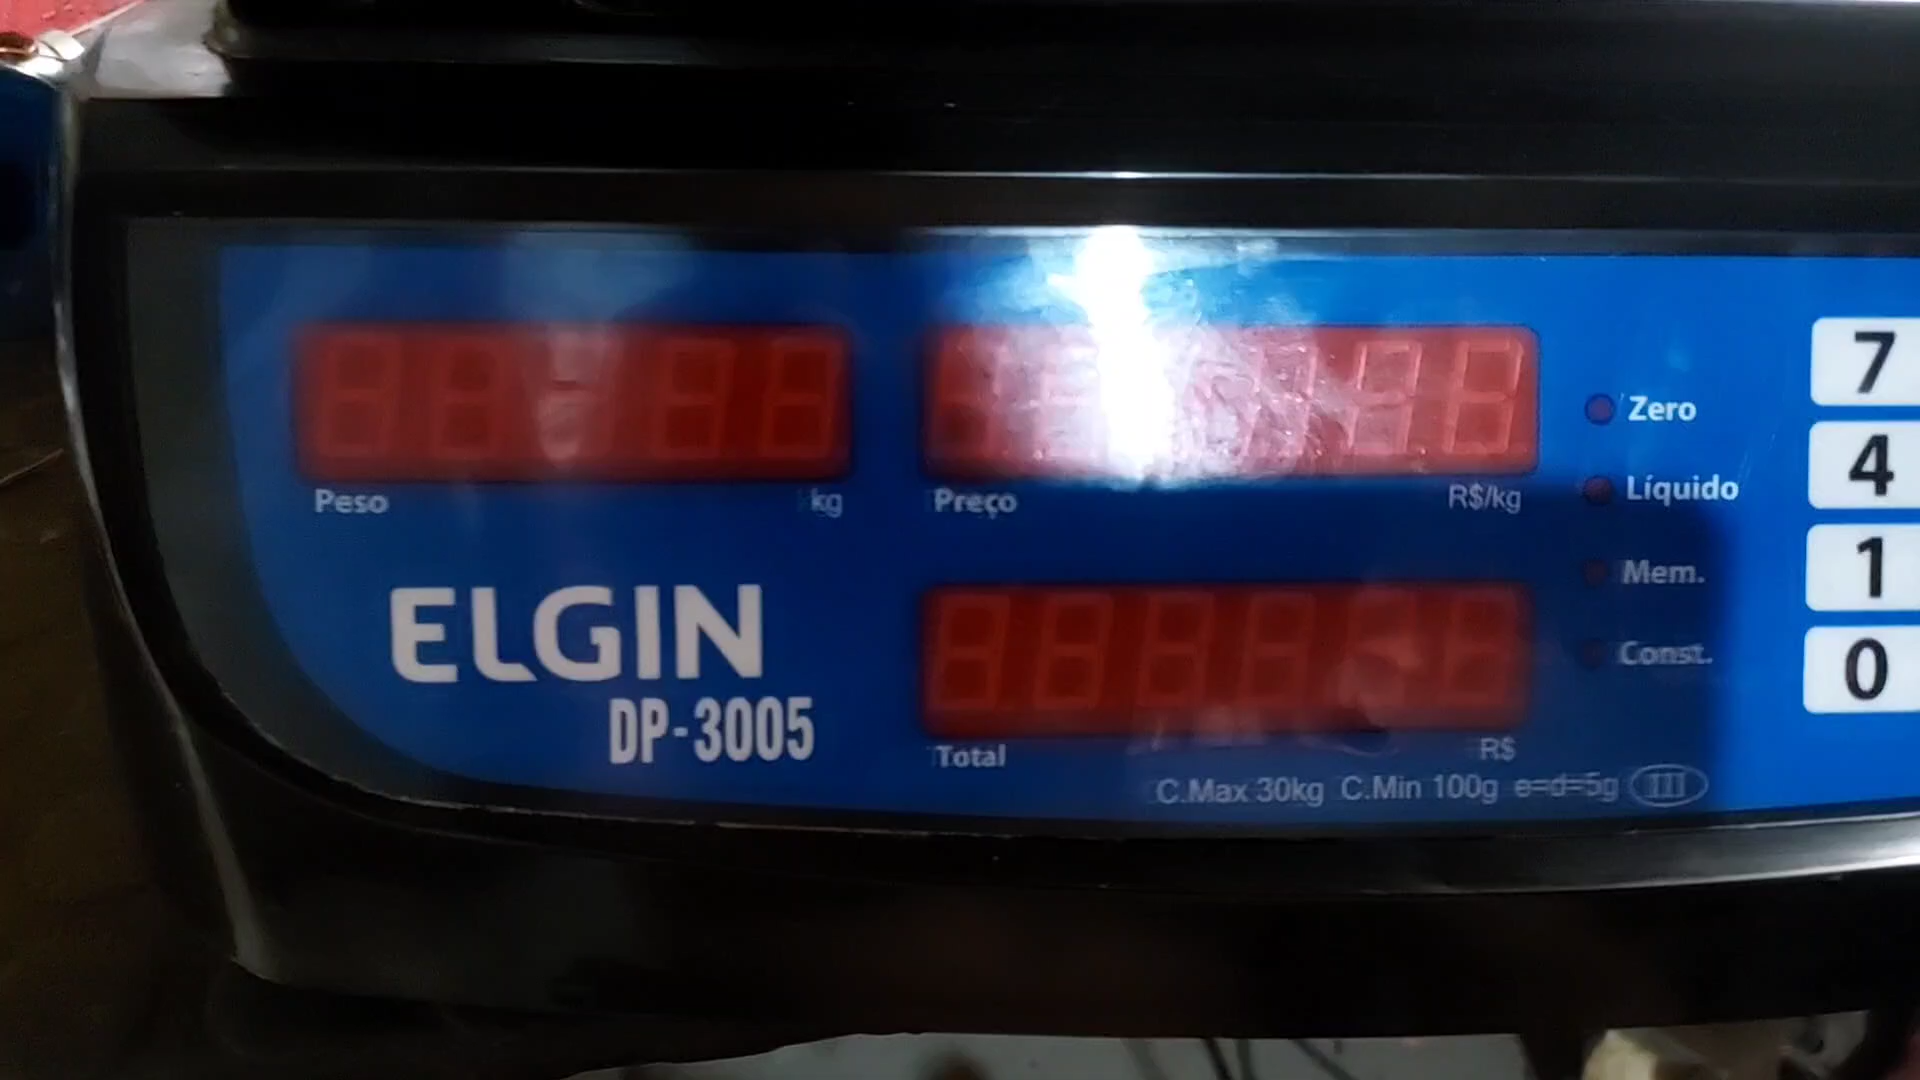 Peso kg
Preço R$/kg
Zero
Líquido
Mem.
Const.
ELGIN
DP-3005
Total R$
C.Max 30kg C.Min 100g e=d=5g III
7
4
1
0